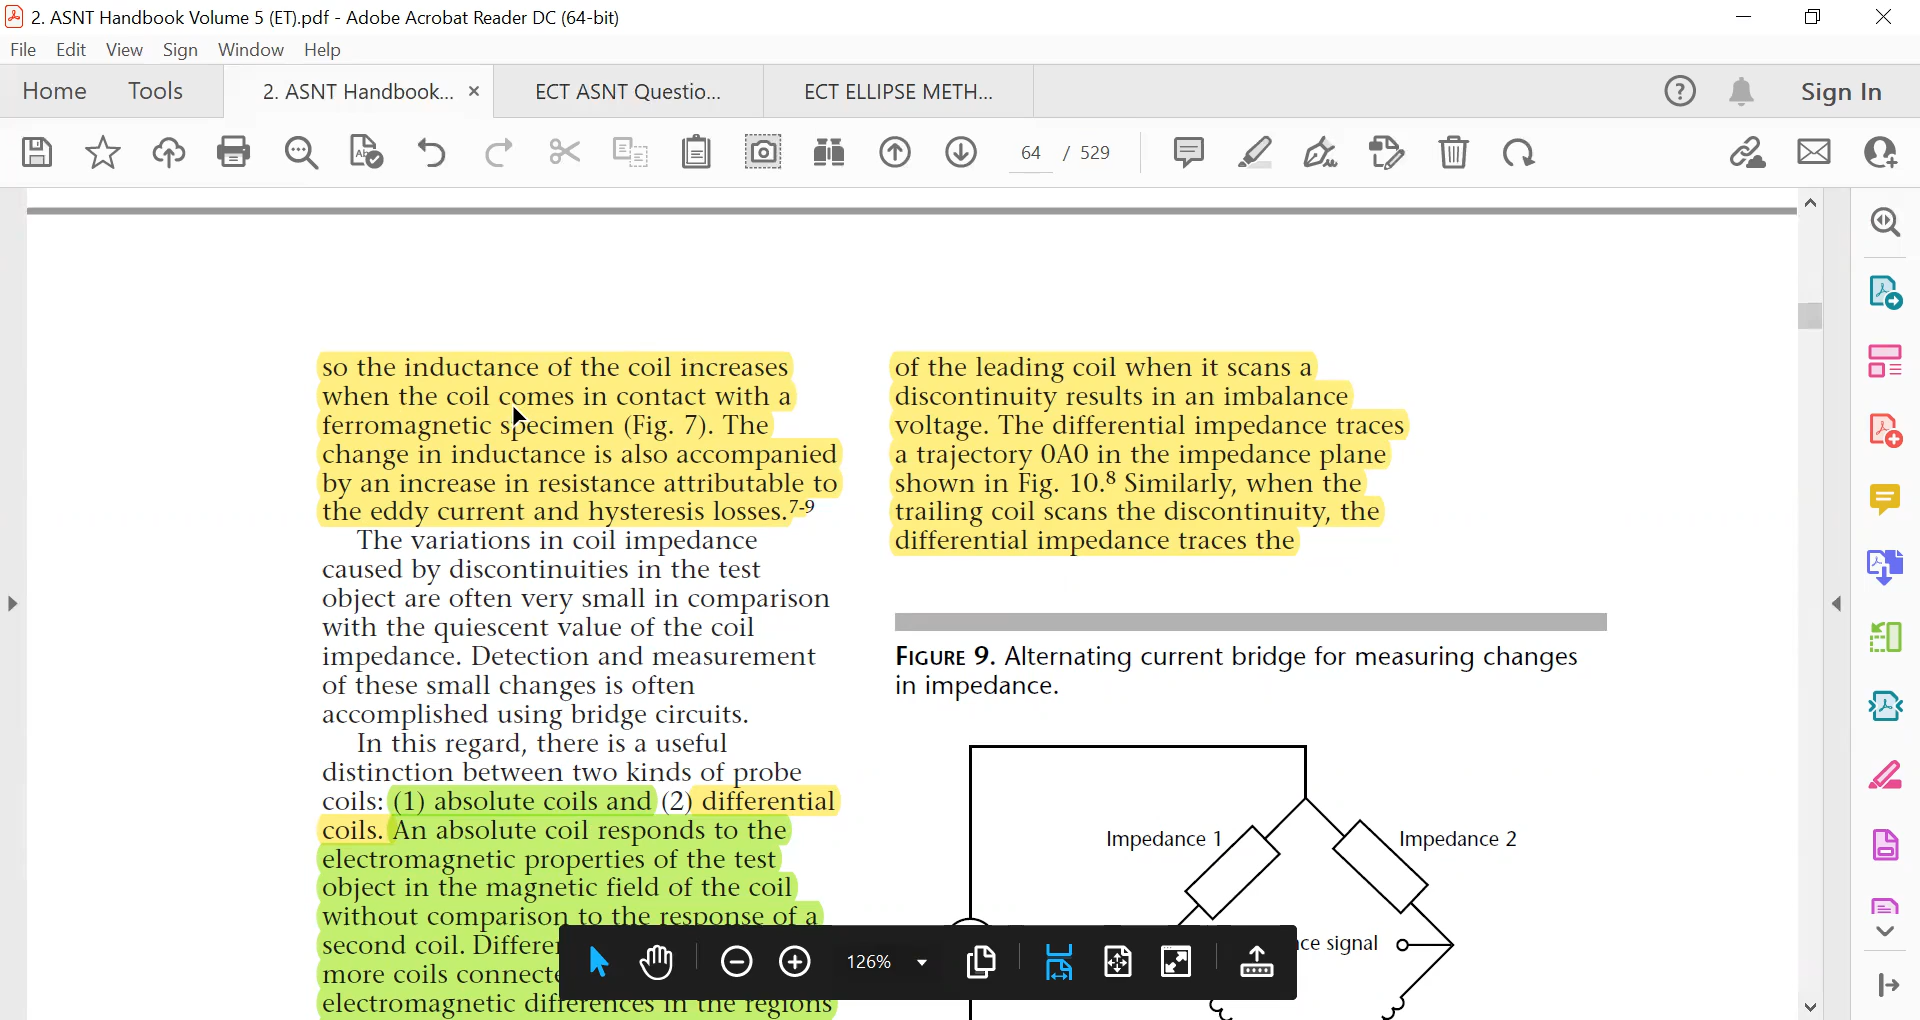 2. ASNT Handbook Volume 5 (ET).pdf - Adobe Acrobat Reader DC (64-bit)
File Edit View Sign Window Help
Home Tools 2. ASNT Handbook... × ECT ASNT Questio... ECT ELLIPSE METH... Sign In
64 / 529
so the inductance of the coil increases
when the coil comes in contact with a
ferromagnetic specimen (Fig. 7). The
change in inductance is also accompanied
by an increase in resistance attributable to
the eddy current and hysteresis losses.7-9
The variations in coil impedance
caused by discontinuities in the test
object are often very small in comparison
with the quiescent value of the coil
impedance. Detection and measurement
of these small changes is often
accomplished using bridge circuits.
In this regard, there is a useful
distinction between two kinds of probe
coils: (1) absolute coils and (2) differential
coils. An absolute coil responds to the
electromagnetic properties of the test
object in the magnetic field of the coil
without comparison to the response of a
second coil. Differen
more coils connecte
electromagnetic differences in the regions
of the leading coil when it scans a
discontinuity results in an imbalance
voltage. The differential impedance traces
a trajectory 0A0 in the impedance plane
shown in Fig. 10.8 Similarly, when the
trailing coil scans the discontinuity, the
differential impedance traces the
FIGURE 9. Alternating current bridge for measuring changes
in impedance.
Impedance 1
Impedance 2
ce signal
126%